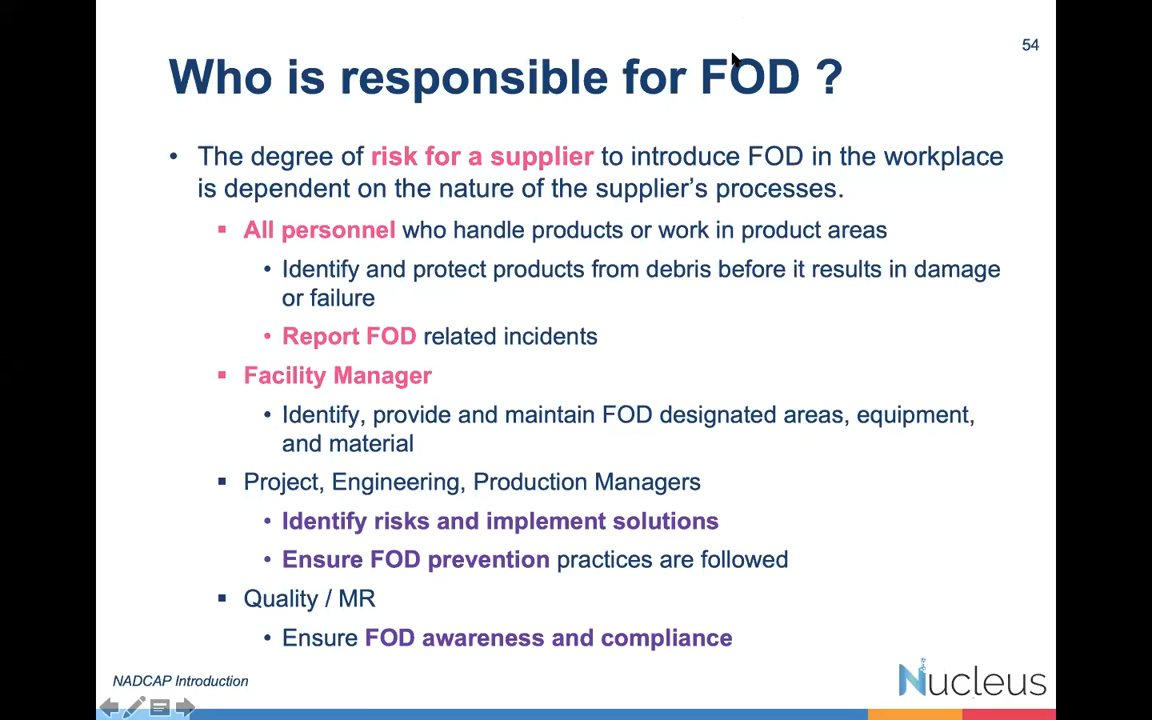 54
Who is responsible for FOD ?
• The degree of risk for a supplier to introduce FOD in the workplace
is dependent on the nature of the supplier's processes.
▪ All personnel who handle products or work in product areas
• Identify and protect products from debris before it results in damage
or failure
• Report FOD related incidents
▪ Facility Manager
• Identify, provide and maintain FOD designated areas, equipment,
and material
▪ Project, Engineering, Production Managers
• Identify risks and implement solutions
• Ensure FOD prevention practices are followed
▪ Quality / MR
• Ensure FOD awareness and compliance
NADCAP Introduction
Nucleus